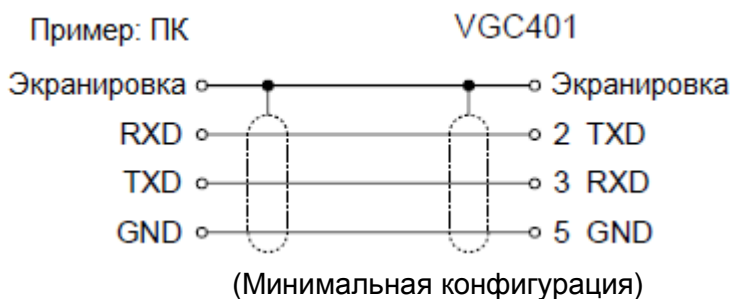 Пример: ПК VGC401
Экранировка Экранировка
RXD 2 TXD
TXD 3 RXD
GND 5 GND
(Минимальная конфигурация)